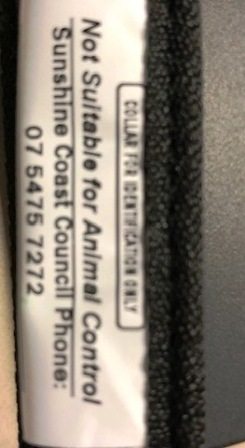 COLLAR FOR IDENTIFICATION ONLY
Not Suitable for Animal Control
Sunshine Coast Council Phone:
07 5475 7272